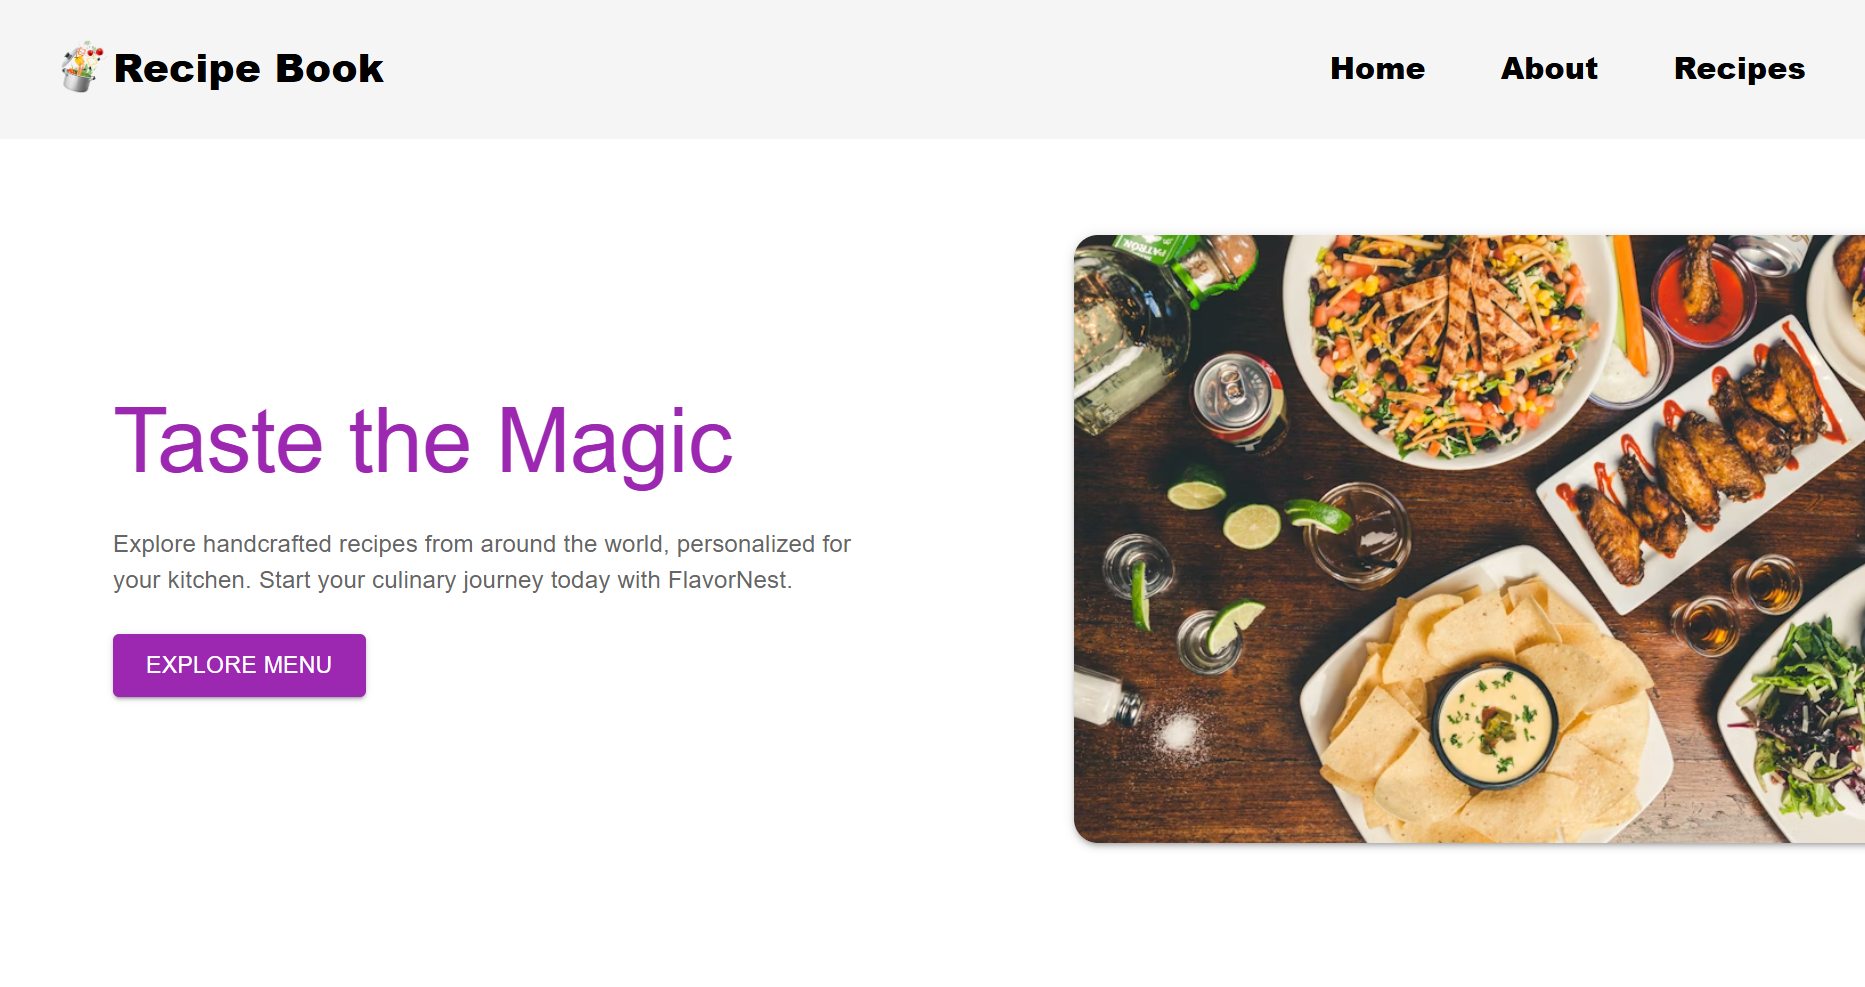 Recipe Book
Home
About
Recipes
PATRÓN
Taste the Magic
Explore handcrafted recipes from around the world, personalized for
your kitchen. Start your culinary journey today with FlavorNest.
EXPLORE MENU